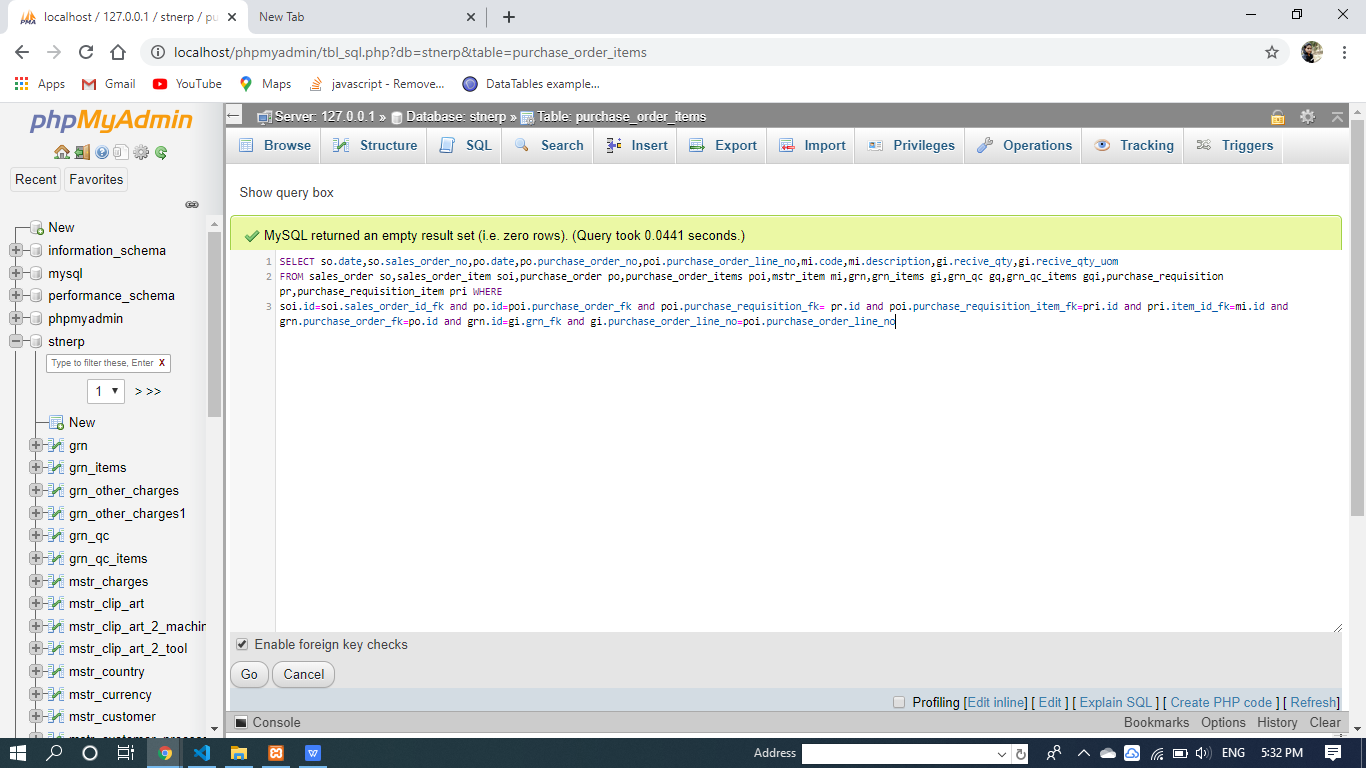 localhost / 127.0.0.1 / stnerp / pu
New Tab
localhost/phpmyadmin/tbl_sql.php?db=stnerp&table=purchase_order_items
Apps
Gmail
YouTube
Maps
javascript - Remove...
DataTables example...
phpMyAdmin
Recent
Favorites
New
information_schema
mysql
performance_schema
phpmyadmin
stnerp
Type to filter these, Enter X
1
> >>
New
grn
grn_items
grn_other_charges
grn_other_charges1
grn_qc
grn_qc_items
mstr_charges
mstr_clip_art
mstr_clip_art_2_machin
mstr_clip_art_2_tool
mstr_country
mstr_currency
mstr_customer
Server: 127.0.0.1 » Database: stnerp » Table: purchase_order_items
Browse
Structure
SQL
Search
Insert
Export
Import
Privileges
Operations
Tracking
Triggers
Show query box
MySQL returned an empty result set (i.e. zero rows). (Query took 0.0441 seconds.)
1 SELECT so.date,so.sales_order_no,po.date,po.purchase_order_no,poi.purchase_order_line_no,mi.code,mi.description,gi.recive_qty,gi.recive_qty_uom
2 FROM sales_order so,sales_order_item soi,purchase_order po,purchase_order_items poi,mstr_item mi,grn,grn_items gi,grn_qc gq,grn_qc_items gqi,purchase_requisition
pr,purchase_requisition_item pri WHERE
3 soi.id=soi.sales_order_id_fk and po.id=poi.purchase_order_fk and poi.purchase_requisition_fk= pr.id and poi.purchase_requisition_item_fk=pri.id and pri.item_id_fk=mi.id and
grn.purchase_order_fk=po.id and grn.id=gi.grn_fk and gi.purchase_order_line_no=poi.purchase_order_line_no
Enable foreign key checks
Go
Cancel
Profiling [Edit inline] [ Edit ] [ Explain SQL ] [ Create PHP code ] [ Refresh]
Console
Bookmarks
Options
History
Clear
Address
ENG
5:32 PM